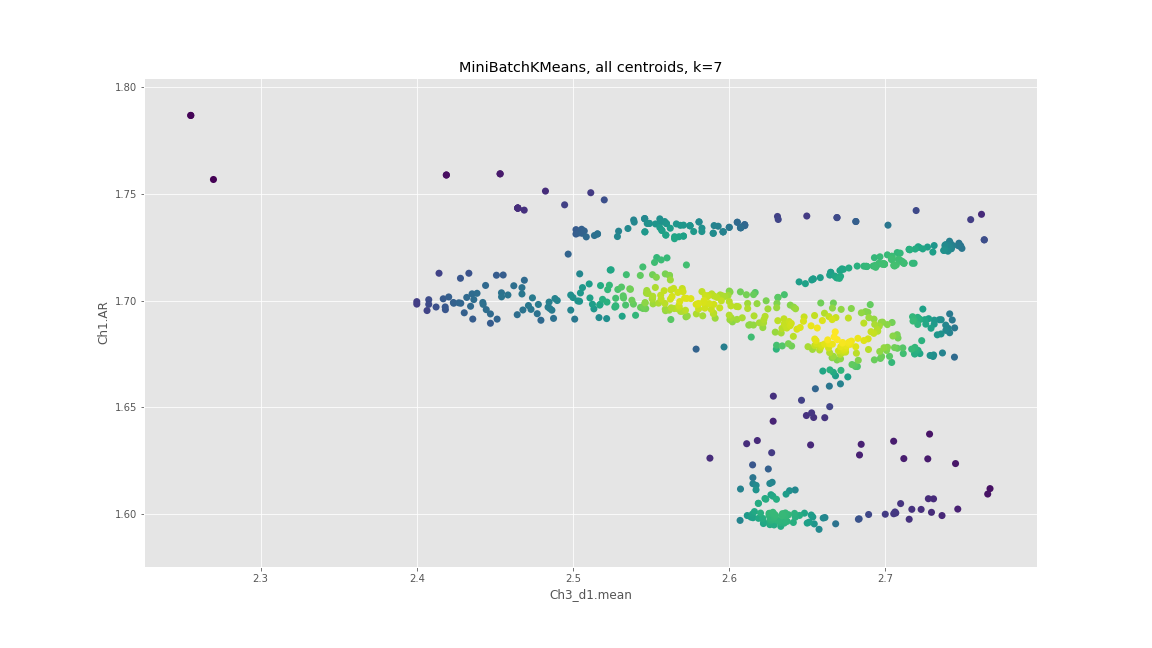 MiniBatchKMeans, all centroids, k=7
1.80
1.75
1.70
1.65
1.60
Ch1.AR
2.3 2.4 2.5 2.6 2.7
Ch3_d1.mean